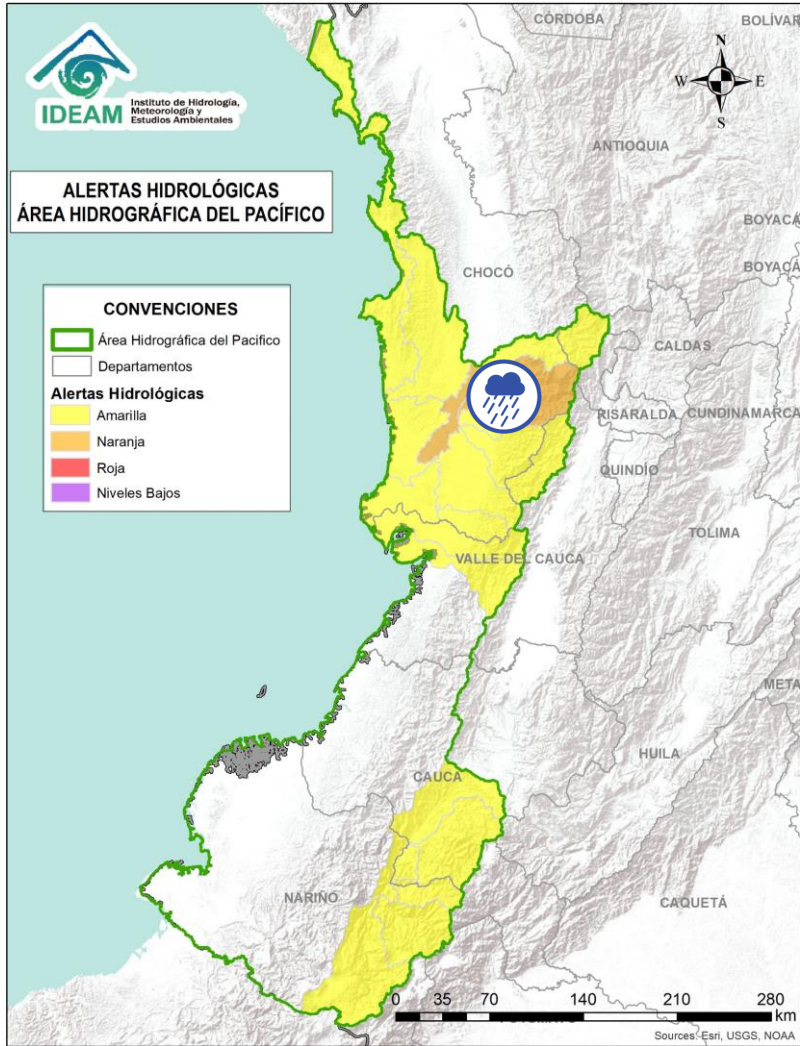 CÓRDOBA
BOLÍVAR
N
W
E
S
IDEAM
Instituto de Hidrología,
Meteorología y
Estudios Ambientales
ANTIOQUIA
ALERTAS HIDROLÓGICAS
ÁREA HIDROGRÁFICA DEL PACÍFICO
BOYACÁ
BOYACÁ
CHOCÓ
CONVENCIONES
Área Hidrográfica del Pacífico
Departamentos
Alertas Hidrológicas
Amarilla
Naranja
Roja
Niveles Bajos
CALDAS
RISARALDA
CUNDINAMARCA
QUINDÍO
TOLIMA
VALLE DEL CAUCA
META
HUILA
CAUCA
NARIÑO
CAQUETÁ
0 35 70 140 210 280
km
Sources: Esri, USGS, NOAA